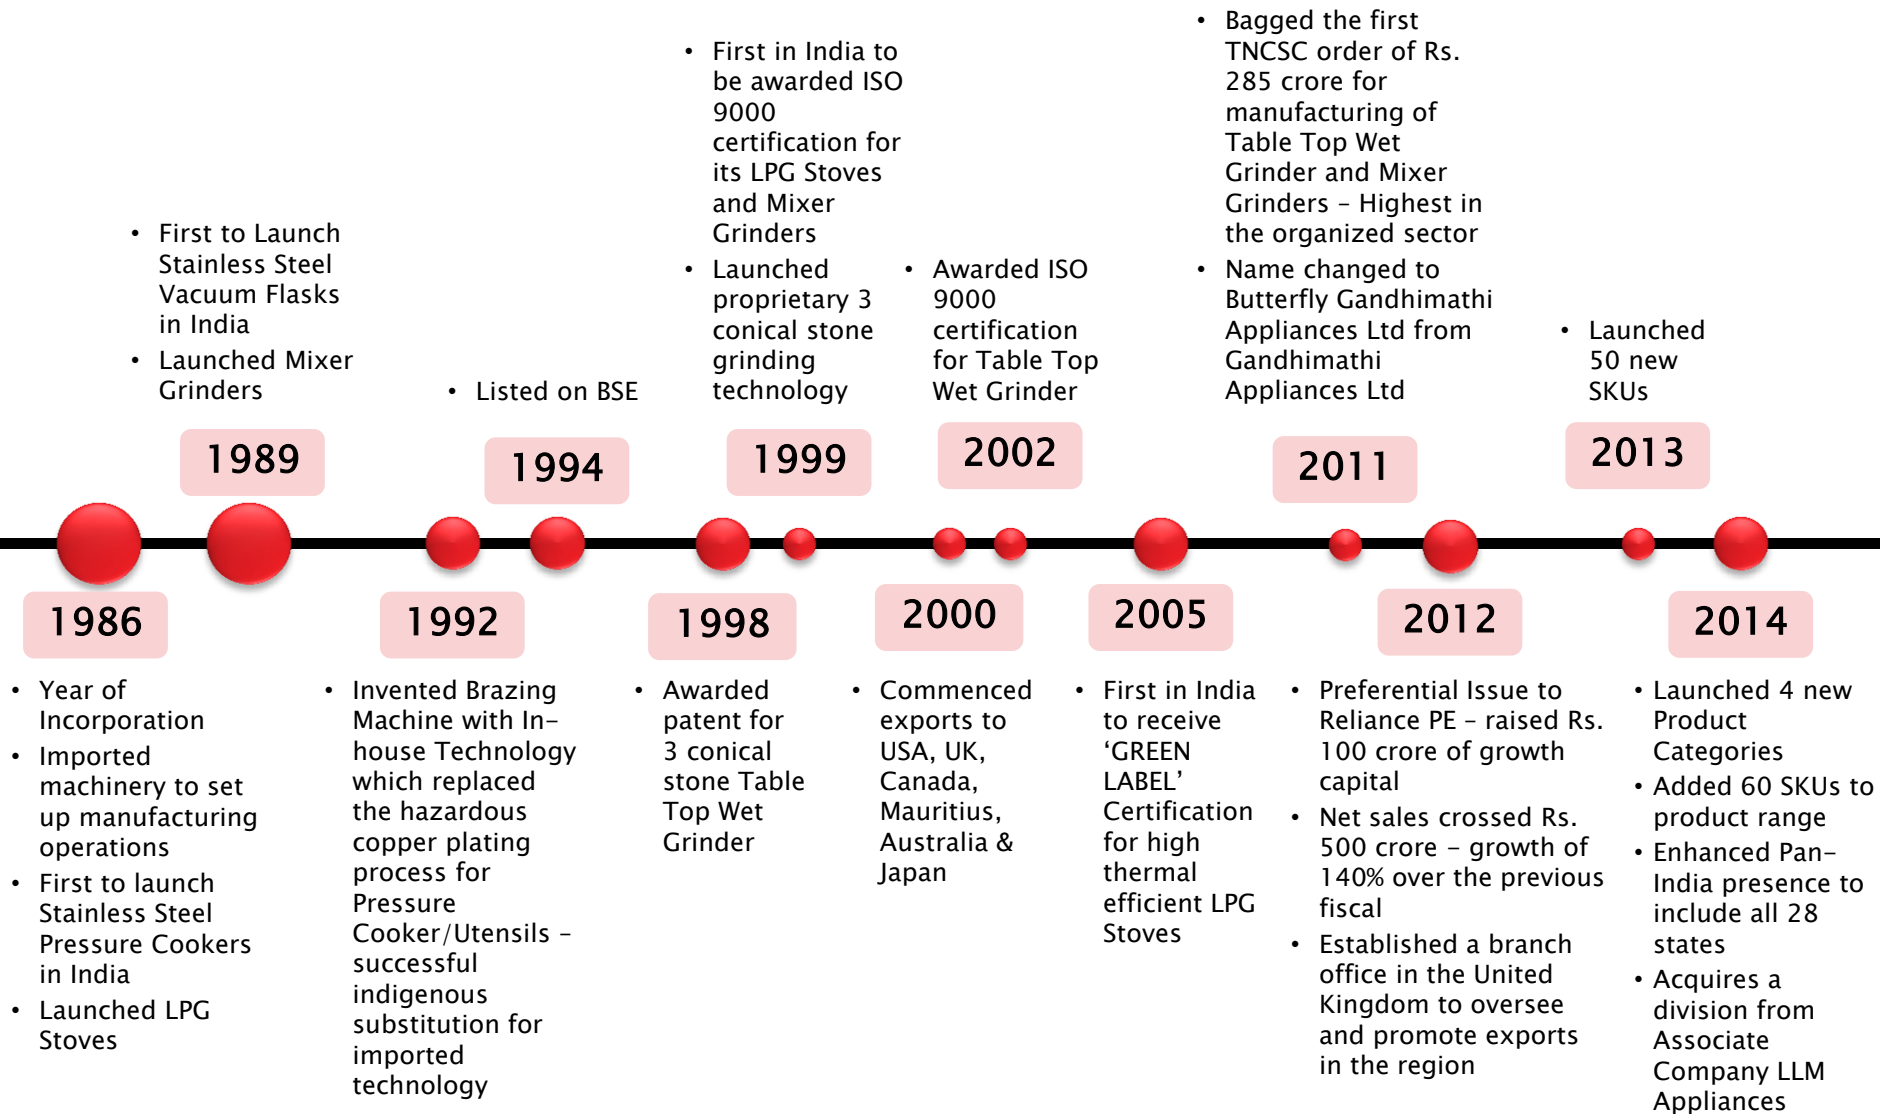 • First to Launch
Stainless Steel
Vacuum Flasks
in India
• Launched Mixer
Grinders
1989
• Listed on BSE
1994
• First in India to
be awarded ISO
9000
certification for
its LPG Stoves
and Mixer
Grinders
• Launched
proprietary 3
conical stone
grinding
technology
1999
• Awarded ISO
9000
certification
for Table Top
Wet Grinder
2002
• Bagged the first
TNCSC order of Rs.
285 crore for
manufacturing of
Table Top Wet
Grinder and Mixer
Grinders – Highest in
the organized sector
• Name changed to
Butterfly Gandhimathi
Appliances Ltd from
Gandhimathi
Appliances Ltd
2011
• Launched
50 new
SKUs
2013
1986
• Year of
Incorporation
• Imported
machinery to set
up manufacturing
operations
• First to launch
Stainless Steel
Pressure Cookers
in India
• Launched LPG
Stoves
1992
• Invented Brazing
Machine with In-
house Technology
which replaced
the hazardous
copper plating
process for
Pressure
Cooker/Utensils –
successful
indigenous
substitution for
imported
technology
1998
• Awarded
patent for
3 conical
stone Table
Top Wet
Grinder
2000
• Commenced
exports to
USA, UK,
Canada,
Mauritius,
Australia &
Japan
2005
• First in India
to receive
‘GREEN
LABEL’
Certification
for high
thermal
efficient LPG
Stoves
2012
• Preferential Issue to
Reliance PE – raised Rs.
100 crore of growth
capital
• Net sales crossed Rs.
500 crore – growth of
140% over the previous
fiscal
• Established a branch
office in the United
Kingdom to oversee
and promote exports
in the region
2014
• Launched 4 new
Product
Categories
• Added 60 SKUs to
product range
• Enhanced Pan-
India presence to
include all 28
states
• Acquires a
division from
Associate
Company LLM
Appliances